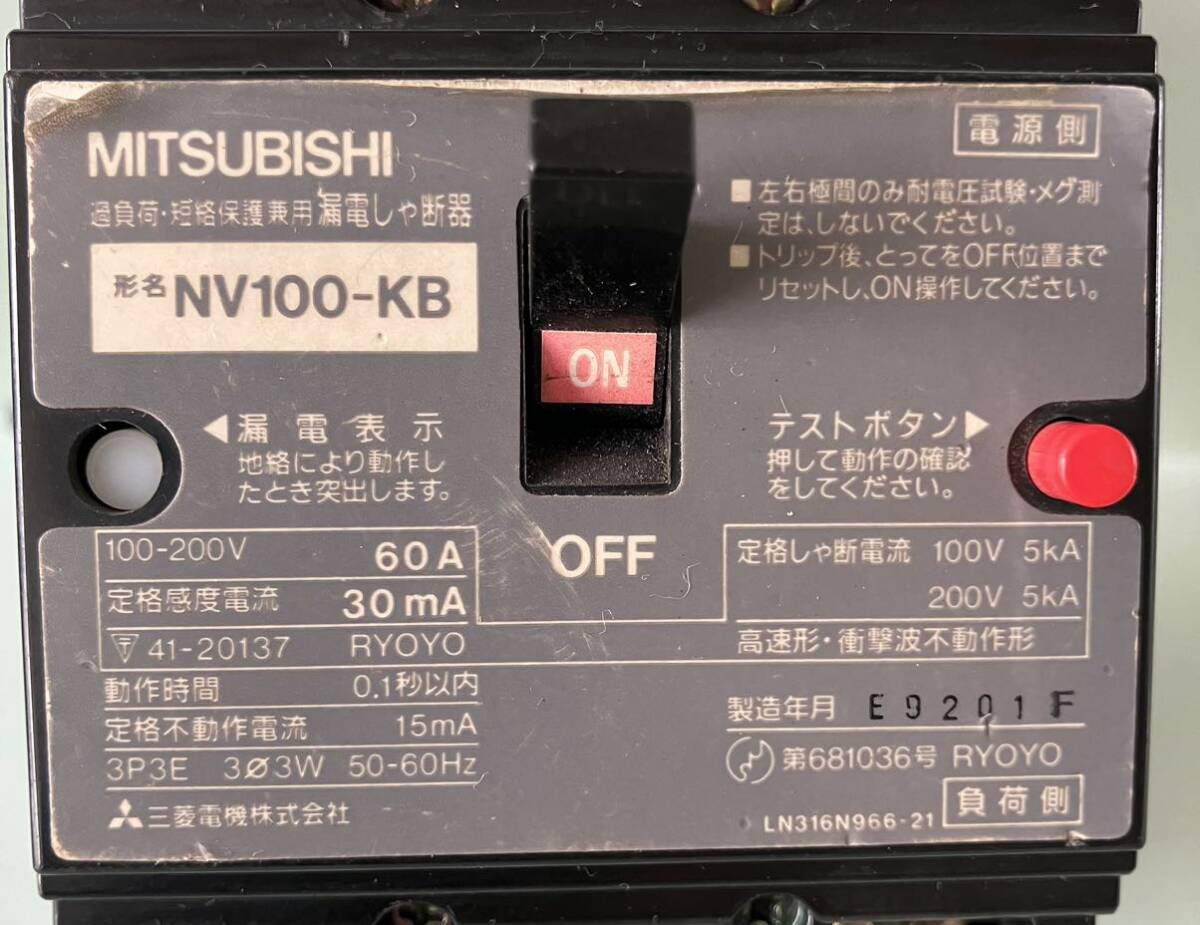 MITSUBISHI
過負荷・短絡保護兼用漏電しゃ断器
形名 NV100-KB
電源側
■左右極間のみ耐電圧試験・メグ測
定は、しないでください。
■トリップ後、とってをOFF位置まで
リセットし、ON操作してください。
ON
◀漏電表示
地絡により動作し
たとき突出します。
テストボタン▶
押して動作の確認
をしてください。
OFF
100-200V 60A
定格感度電流 30mA
41-20137 RYOYO
動作時間 0.1秒以内
定格不動作電流 15mA
3P3E 3ø3W 50-60Hz
三菱電機株式会社
定格しゃ断電流 100V 5kA
200V 5kA
高速形・衝撃波不動作形
製造年月 E9201F
第681036号 RYOYO
LN316N966-21
負荷側